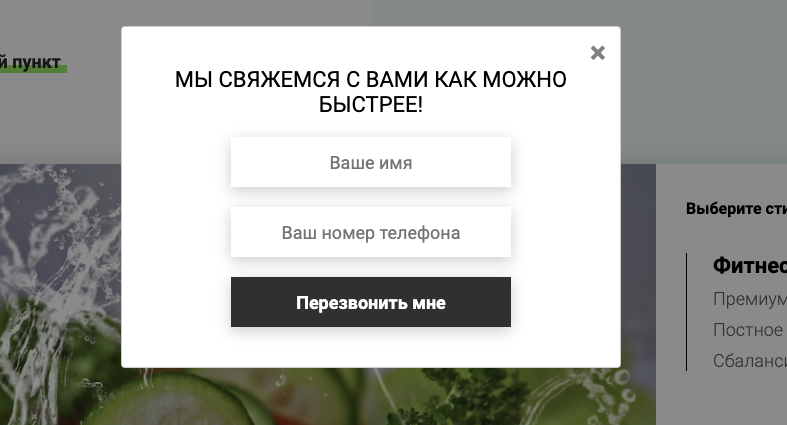 й пункт
МЫ СВЯЖЕМСЯ С ВАМИ КАК МОЖНО
БЫСТРЕЕ!
Ваше имя
Ваш номер телефона
Перезвонить мне
Выберите сти
Фитнес
Премиум
Постное
Сбаланси